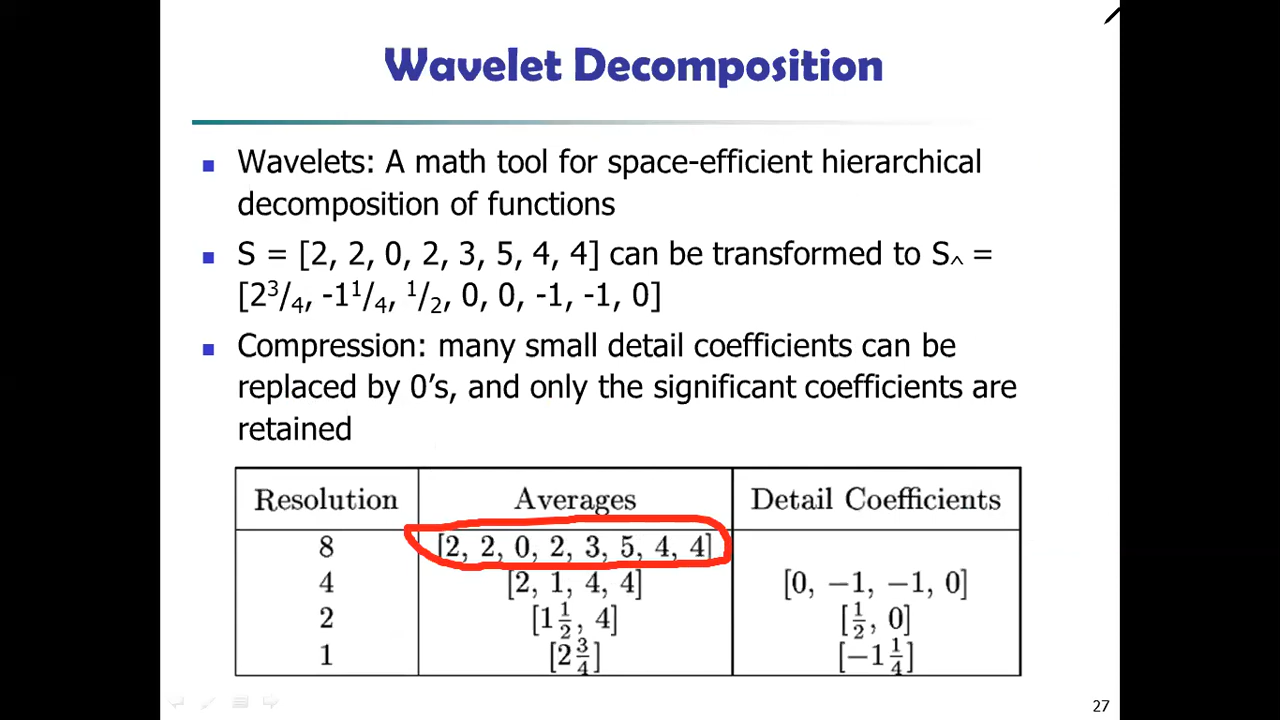 Wavelet Decomposition
Wavelets: A math tool for space-efficient hierarchical
decomposition of functions
S = [2, 2, 0, 2, 3, 5, 4, 4] can be transformed to S^ =
[2³/₄, -1¹/₄, ¹/₂, 0, 0, -1, -1, 0]
Compression: many small detail coefficients can be
replaced by 0's, and only the significant coefficients are
retained
Resolution Averages Detail Coefficients
8 [2, 2, 0, 2, 3, 5, 4, 4]
4 [2, 1, 4, 4] [0, −1, −1, 0]
2 [1 1/2, 4] [1/2, 0]
1 [2 3/4] [−1 1/4]
27